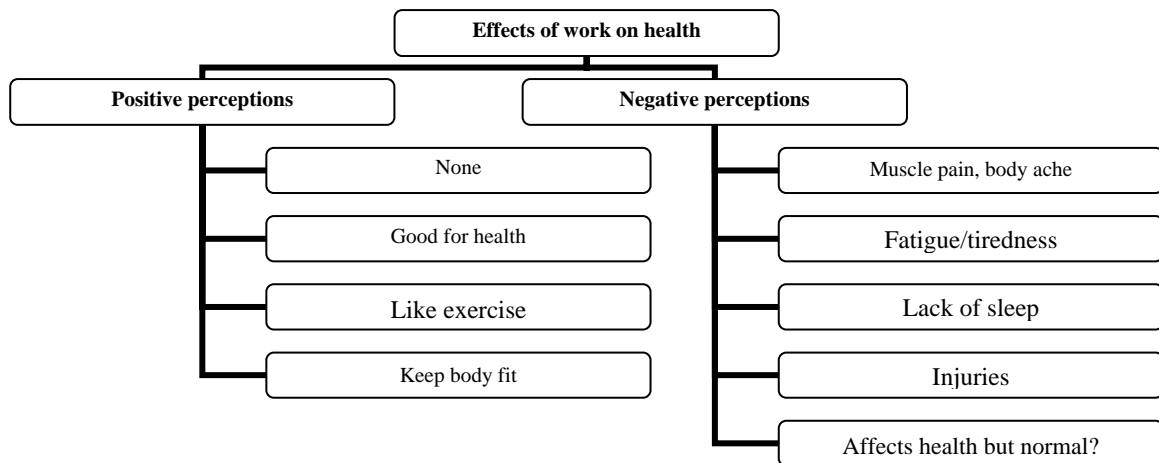 Effects of work on health
Positive perceptions
None
Good for health
Like exercise
Keep body fit
Negative perceptions
Muscle pain, body ache
Fatigue/tiredness
Lack of sleep
Injuries
Affects health but normal?